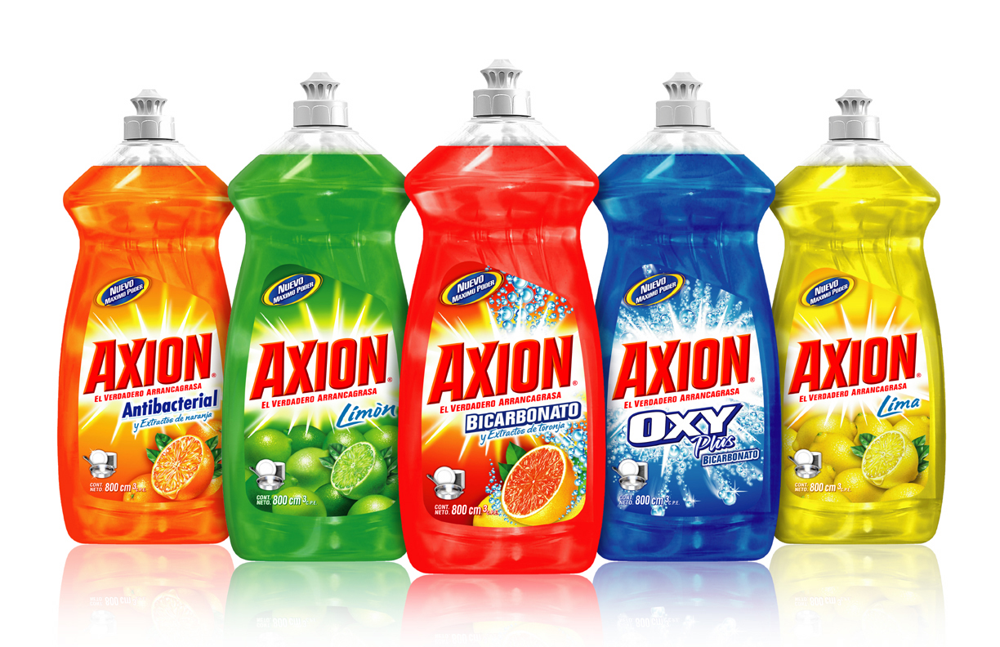 NUEVO
MAXIMO PODER
AXION®
EL VERDADERO ARRANCAGRASA
Antibacterial
y Extractos de naranja
CONT.
NETO. 800 cm³ C.P.E.
NUEVO
MAXIMO PODER
AXION®
EL VERDADERO ARRANCAGRASA
Limòn
CONT.
NETO. 800 cm³ C.P.E.
NUEVO
MAXIMO PODER
AXION®
EL VERDADERO ARRANCAGRASA
BICARBONATO
y Extractos de toronja
CONT.
NETO. 800 cm³
NUEVO
MAXIMO PODER
AXION®
EL VERDADERO ARRANCAGRASA
OXY
Plus
BICARBONATO
CONT.
NETO. 800 cm³ C.P.E.
NUEVO
MAXIMO PODER
AXION®
EL VERDADERO ARRANCAGRASA
Lima
CONT.
NETO. 800 cm³ C.P.E.